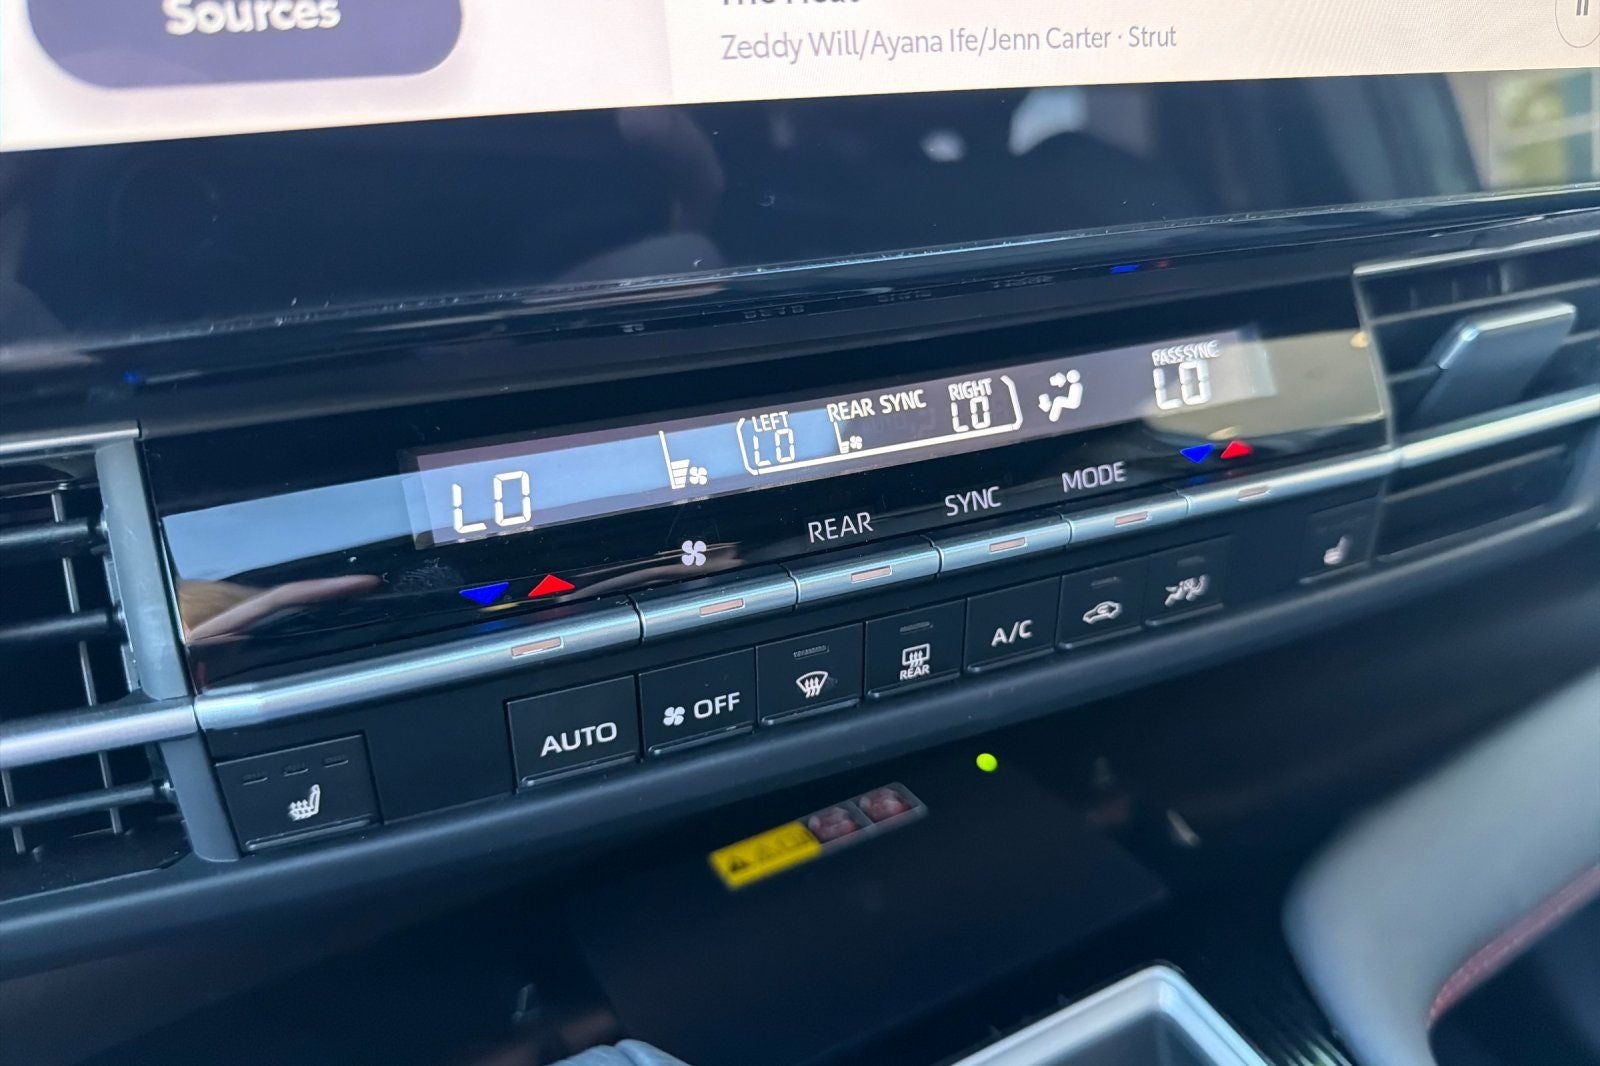 Sources
Zeddy Will/Ayana Ife/Jenn Carter · Strut
PASS SYNC
LO
LEFT
LO
REAR SYNC
RIGHT
LO
LO
REAR
SYNC
MODE
AUTO
OFF
REAR
A/C